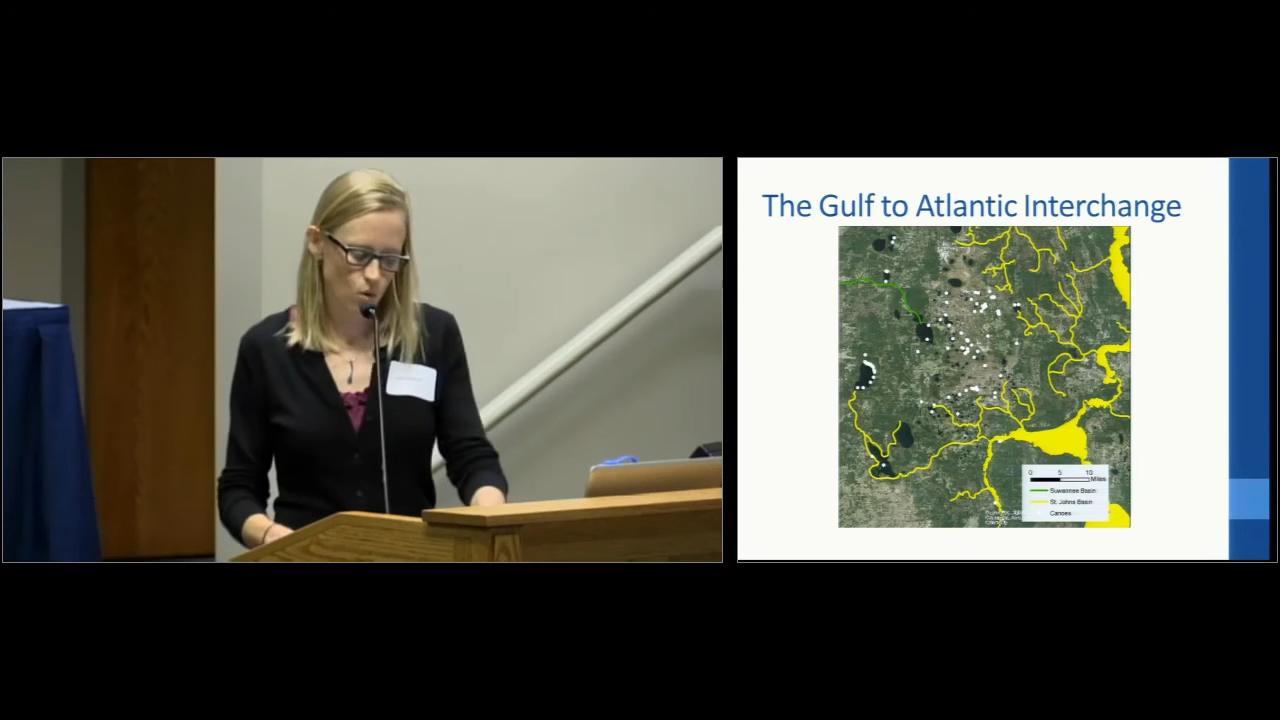 The Gulf to Atlantic Interchange
0 5 10
Miles
Suwannee Basin
St. Johns Basin
Canoes